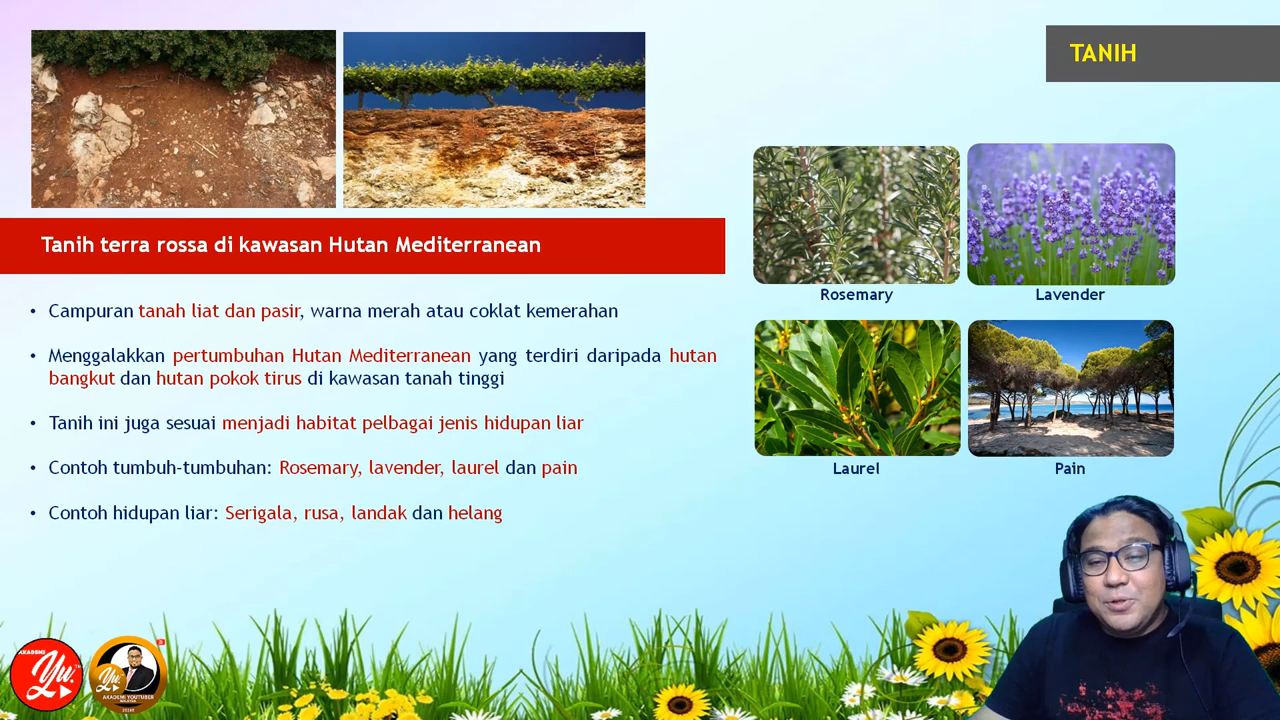 TANIH
Tanih terra rossa di kawasan Hutan Mediterranean
• Campuran tanah liat dan pasir, warna merah atau coklat kemerahan
• Menggalakkan pertumbuhan Hutan Mediterranean yang terdiri daripada hutan
bangkut dan hutan pokok tirus di kawasan tanah tinggi
• Tanih ini juga sesuai menjadi habitat pelbagai jenis hidupan liar
• Contoh tumbuh-tumbuhan: Rosemary, lavender, laurel dan pain
• Contoh hidupan liar: Serigala, rusa, landak dan helang
Rosemary
Lavender
Laurel
Pain
AKADEMI
Yu.
Yu.
AKADEMI YOUTUBER